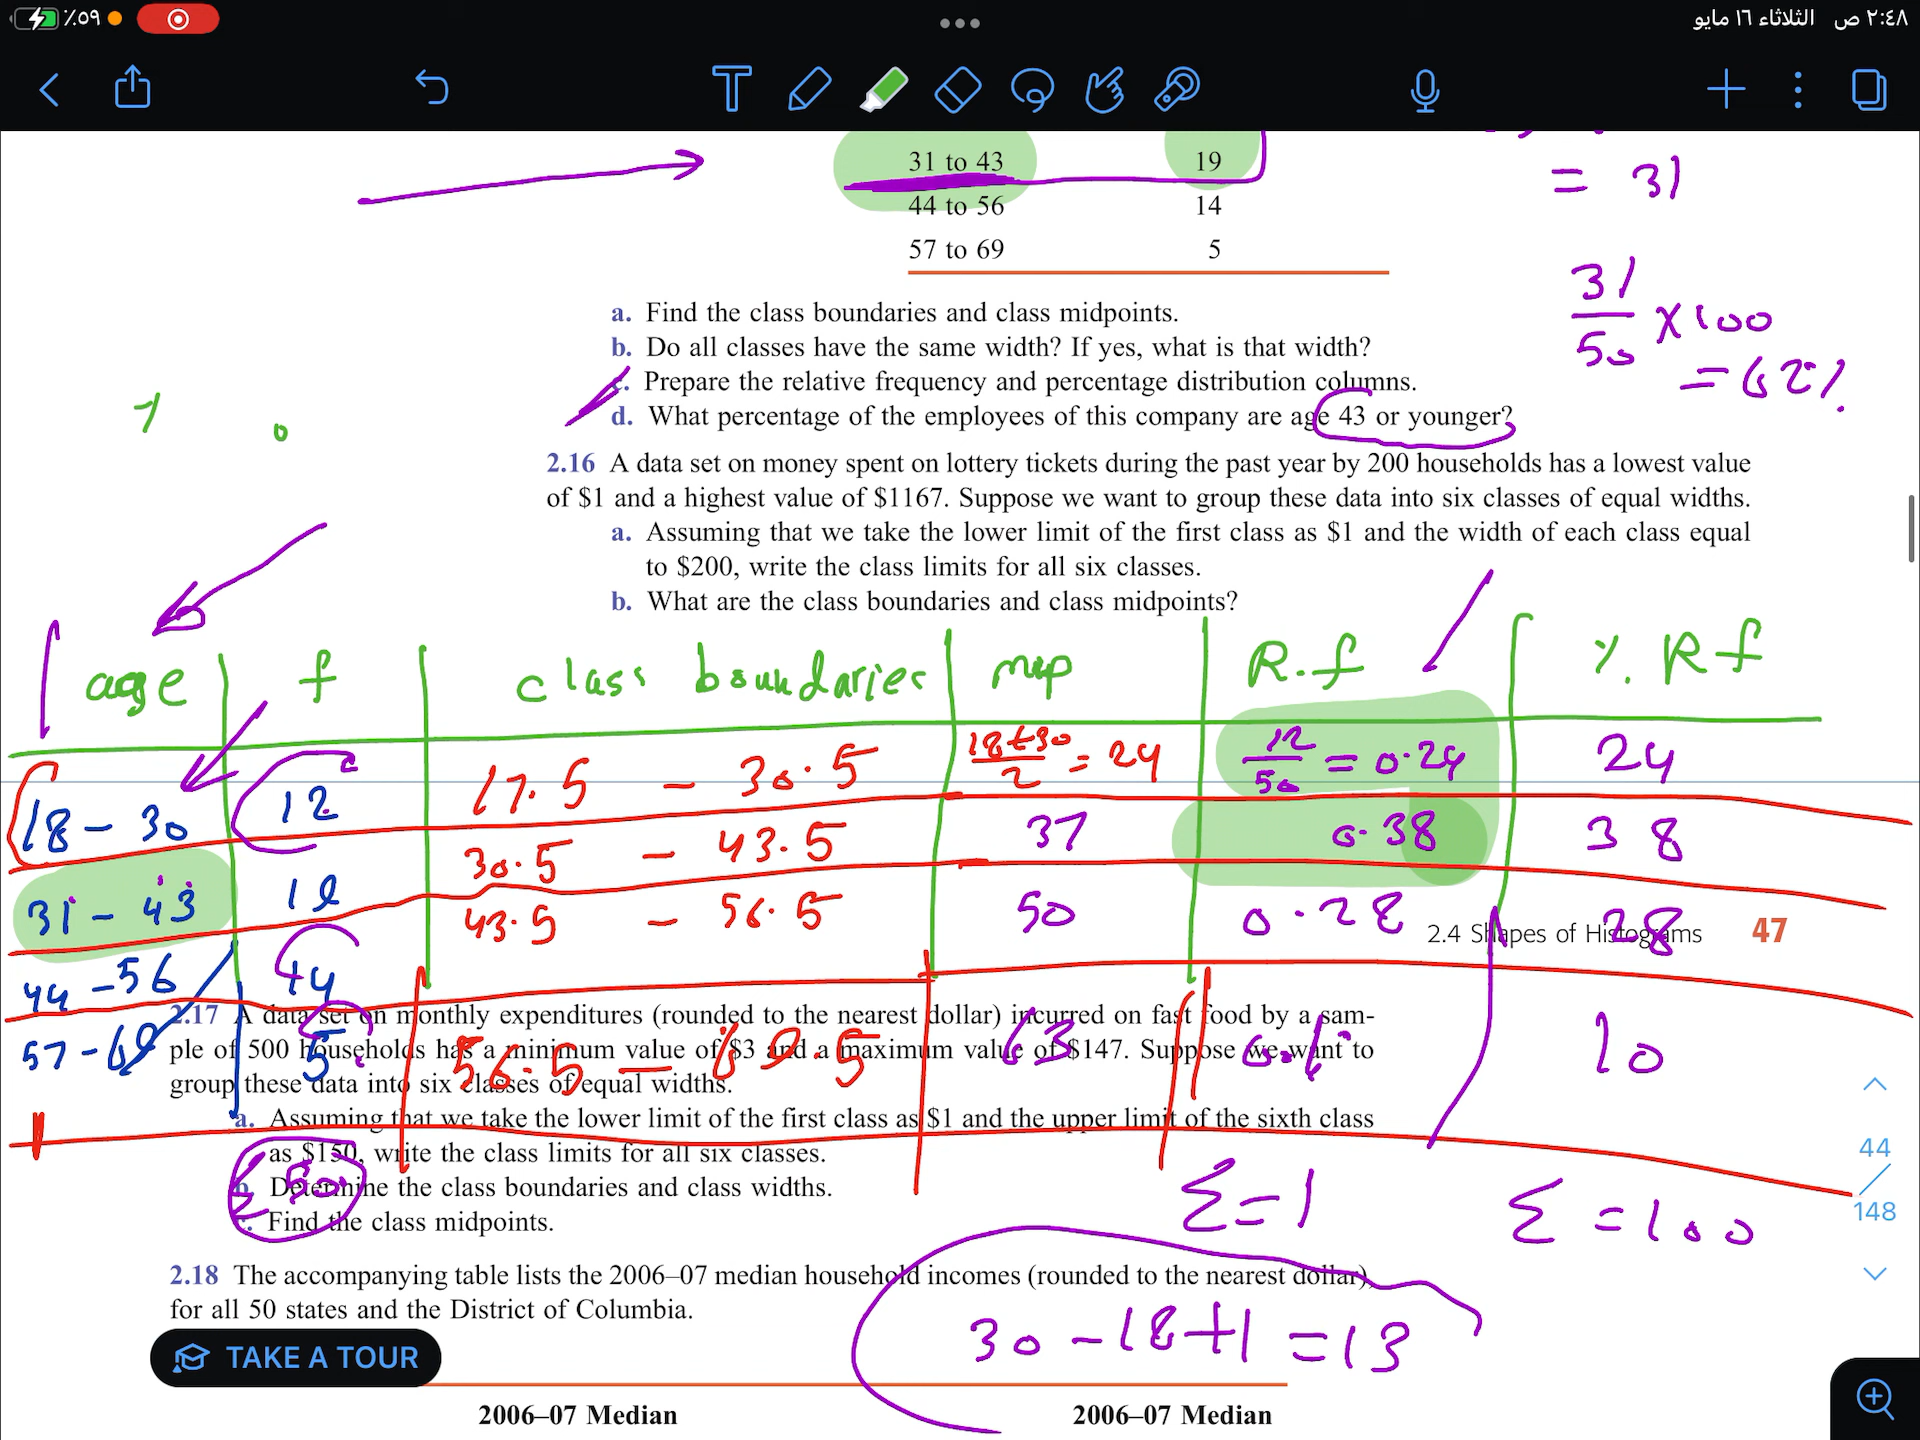 ٪٥٩ الثلاثاء ١٦ مايو ٢:٤٨ ص
31 to 43 19
= 31
44 to 56 14
57 to 69 5
31/50 × 100
= 62%
a. Find the class boundaries and class midpoints.
b. Do all classes have the same width? If yes, what is that width?
c. Prepare the relative frequency and percentage distribution columns.
d. What percentage of the employees of this company are age 43 or younger?
2.16 A data set on money spent on lottery tickets during the past year by 200 households has a lowest value
of $1 and a highest value of $1167. Suppose we want to group these data into six classes of equal widths.
a. Assuming that we take the lower limit of the first class as $1 and the width of each class equal
to $200, write the class limits for all six classes.
b. What are the class boundaries and class midpoints?
age f class boundaries R.f %. Rf
18 - 30 12 17.5 - 30.5 18+30/2 = 24 12/50 = 0.24 24
31 - 43 19 30.5 - 43.5 37 0.38 38
44 - 56 14 43.5 - 56.5 50 0.28 28
2.4 Shapes of Histograms 47
57 - 69 5 56.5 - 69.5 63 0.1 10
2.17 A data set on monthly expenditures (rounded to the nearest dollar) incurred on fast food by a sam-
ple of 500 households has a minimum value of $3 and a maximum value of $147. Suppose we want to
group these data into six classes of equal widths.
a. Assuming that we take the lower limit of the first class as $1 and the upper limit of the sixth class
as $150, write the class limits for all six classes.
b. Determine the class boundaries and class widths.
c. Find the class midpoints.
Σ 50 Σ=1 Σ =100
44
148
2.18 The accompanying table lists the 2006–07 median household incomes (rounded to the nearest dollar)
for all 50 states and the District of Columbia.
30 - 18 + 1 = 13
TAKE A TOUR
2006–07 Median 2006–07 Median